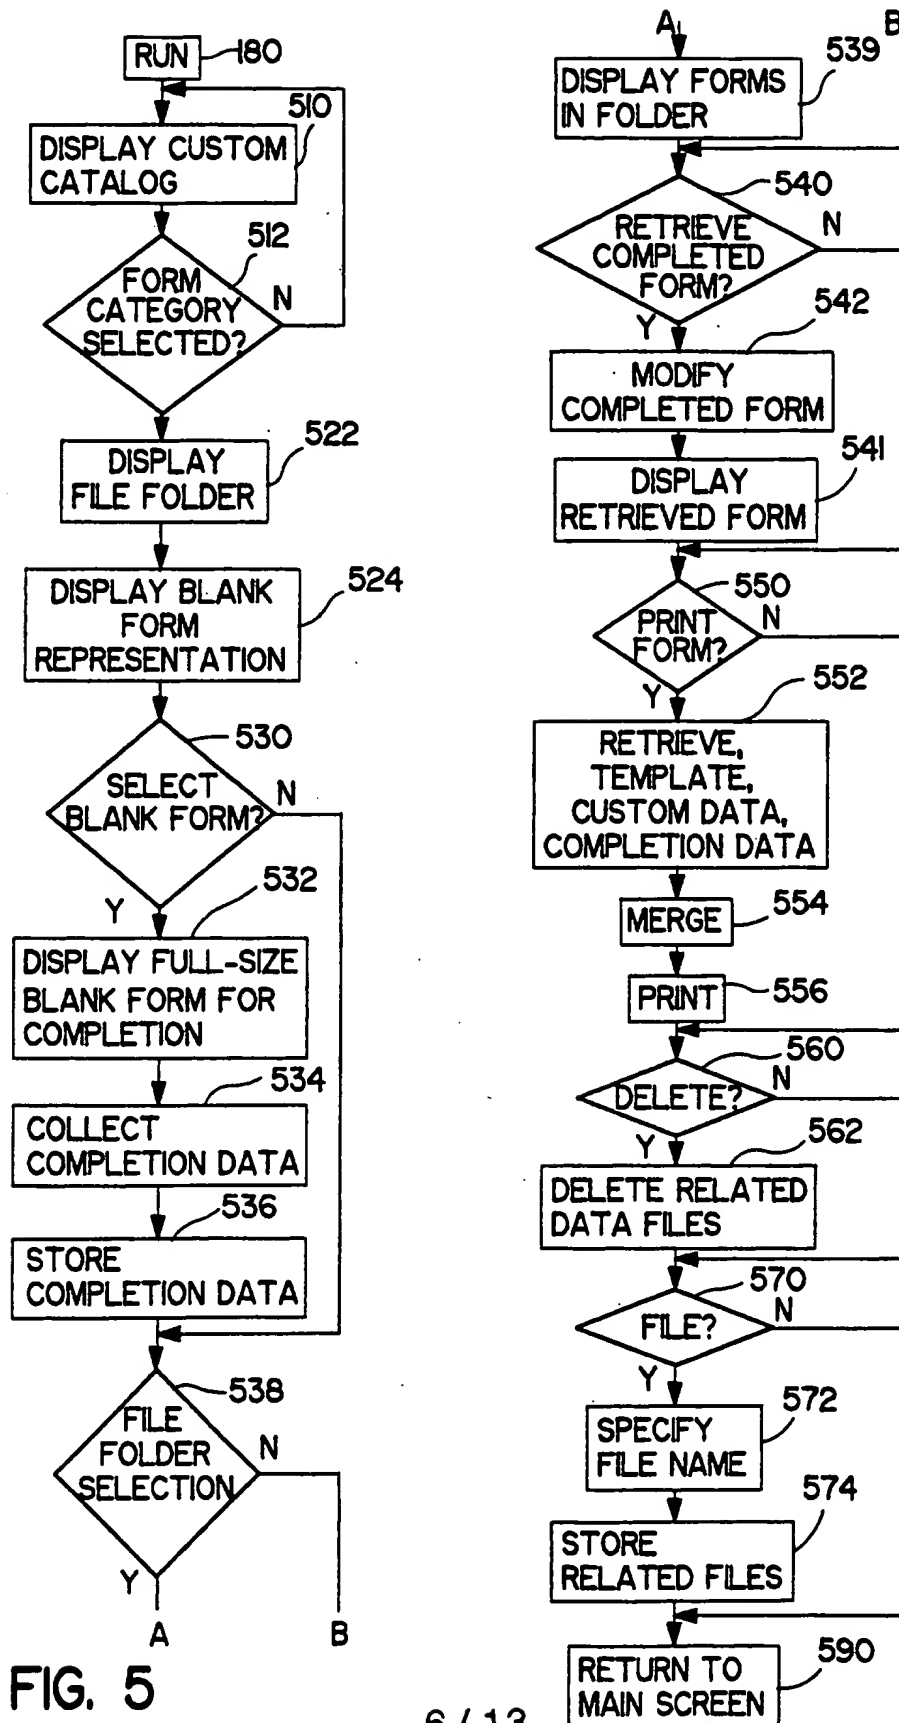 RUN 180
510
DISPLAY CUSTOM
CATALOG
512
FORM
CATEGORY
SELECTED?
N
522
DISPLAY
FILE FOLDER
524
DISPLAY BLANK
FORM
REPRESENTATION
530
SELECT
BLANK FORM?
N
Y
532
DISPLAY FULL-SIZE
BLANK FORM FOR
COMPLETION
534
COLLECT
COMPLETION DATA
536
STORE
COMPLETION DATA
538
FILE
FOLDER
SELECTION
N
Y
A
B
FIG. 5
A
B
539
DISPLAY FORMS
IN FOLDER
540
RETRIEVE
COMPLETED
FORM?
N
Y
542
MODIFY
COMPLETED FORM
541
DISPLAY
RETRIEVED FORM
550
PRINT
FORM?
N
Y
552
RETRIEVE,
TEMPLATE,
CUSTOM DATA,
COMPLETION DATA
MERGE 554
PRINT 556
560
DELETE?
N
Y
562
DELETE RELATED
DATA FILES
570
FILE?
N
Y
572
SPECIFY
FILE NAME
574
STORE
RELATED FILES
590
RETURN TO
MAIN SCREEN
6/13